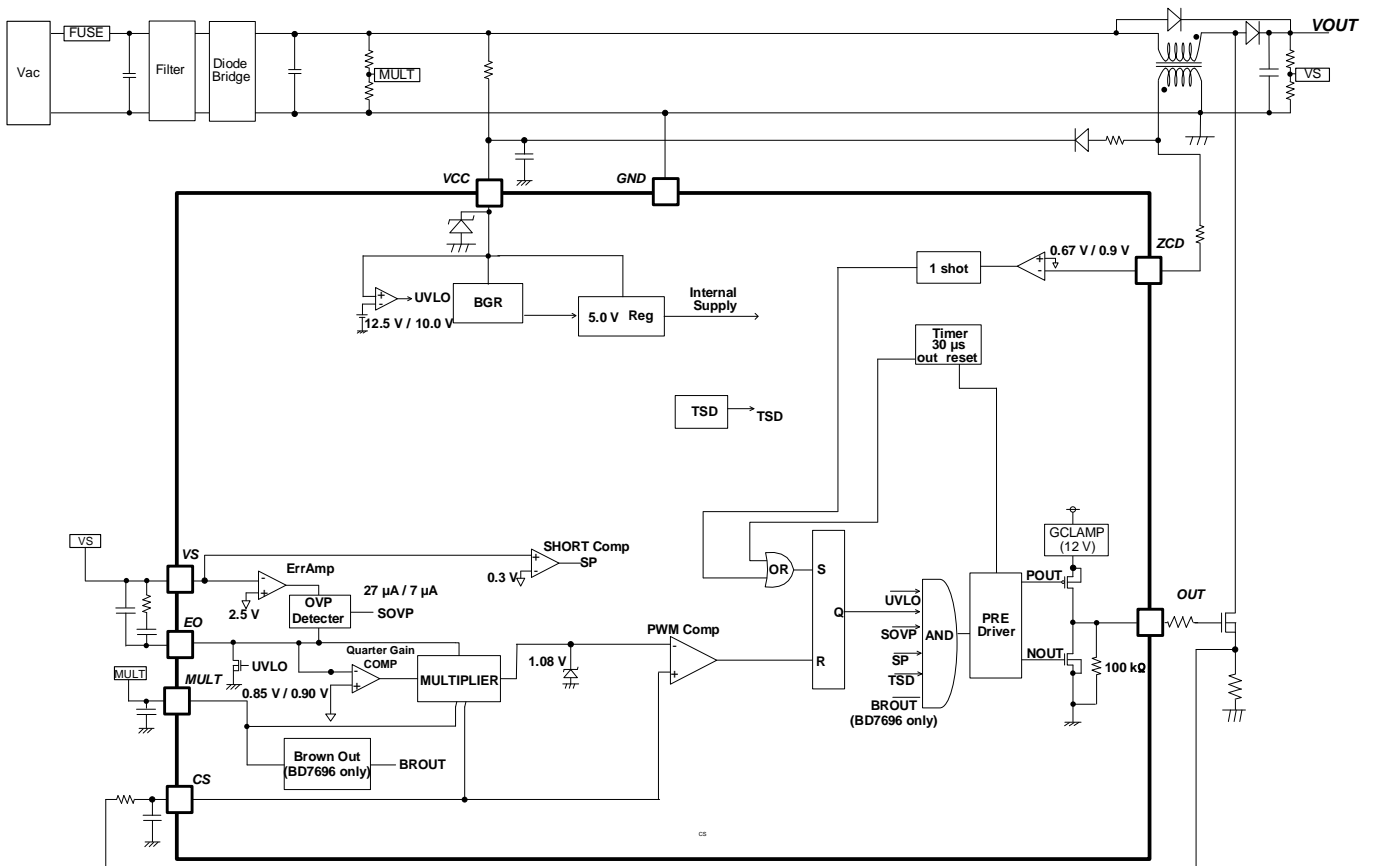 VOUT
FUSE
Vac
Filter
Diode
Bridge
MULT
VS
VCC
GND
ZCD
0.67 V / 0.9 V
+
-
1 shot
UVLO
+
-
12.5 V / 10.0 V
BGR
5.0 V Reg
Internal
Supply
Timer
30 µs
out reset
TSD
TSD
GCLAMP
(12 V)
VS
VS
ErrAmp
-
+
2.5 V
27 µA / 7 µA
OVP
Detecter
SOVP
SHORT Comp
+
-
SP
0.3 V
OR
S
Q
R
UVLO
SOVP
SP
TSD
BROUT
(BD7696 only)
AND
PRE
Driver
POUT
NOUT
OUT
100 kΩ
EO
UVLO
Quarter Gain
COMP
-
+
0.85 V / 0.90 V
MULTIPLIER
1.08 V
PWM Comp
-
+
MULT
MULT
Brown Out
(BD7696 only)
BROUT
CS
CS